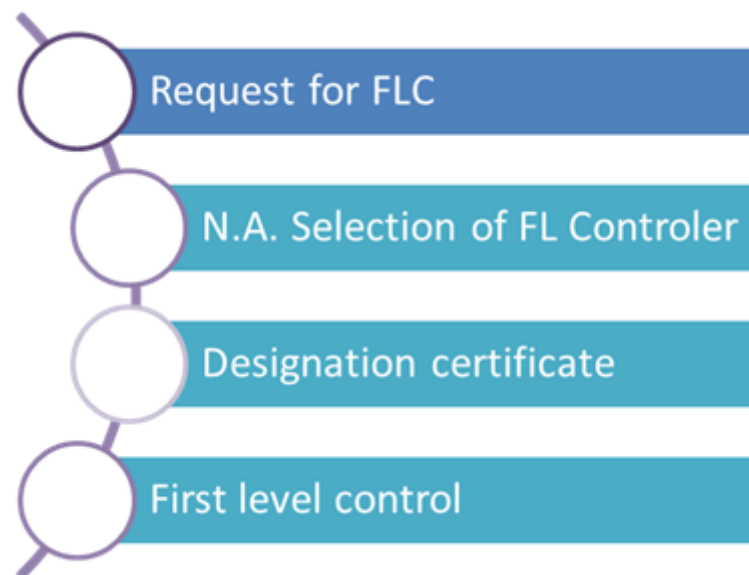 Request for FLC
N.A. Selection of FL Controler
Designation certificate
First level control